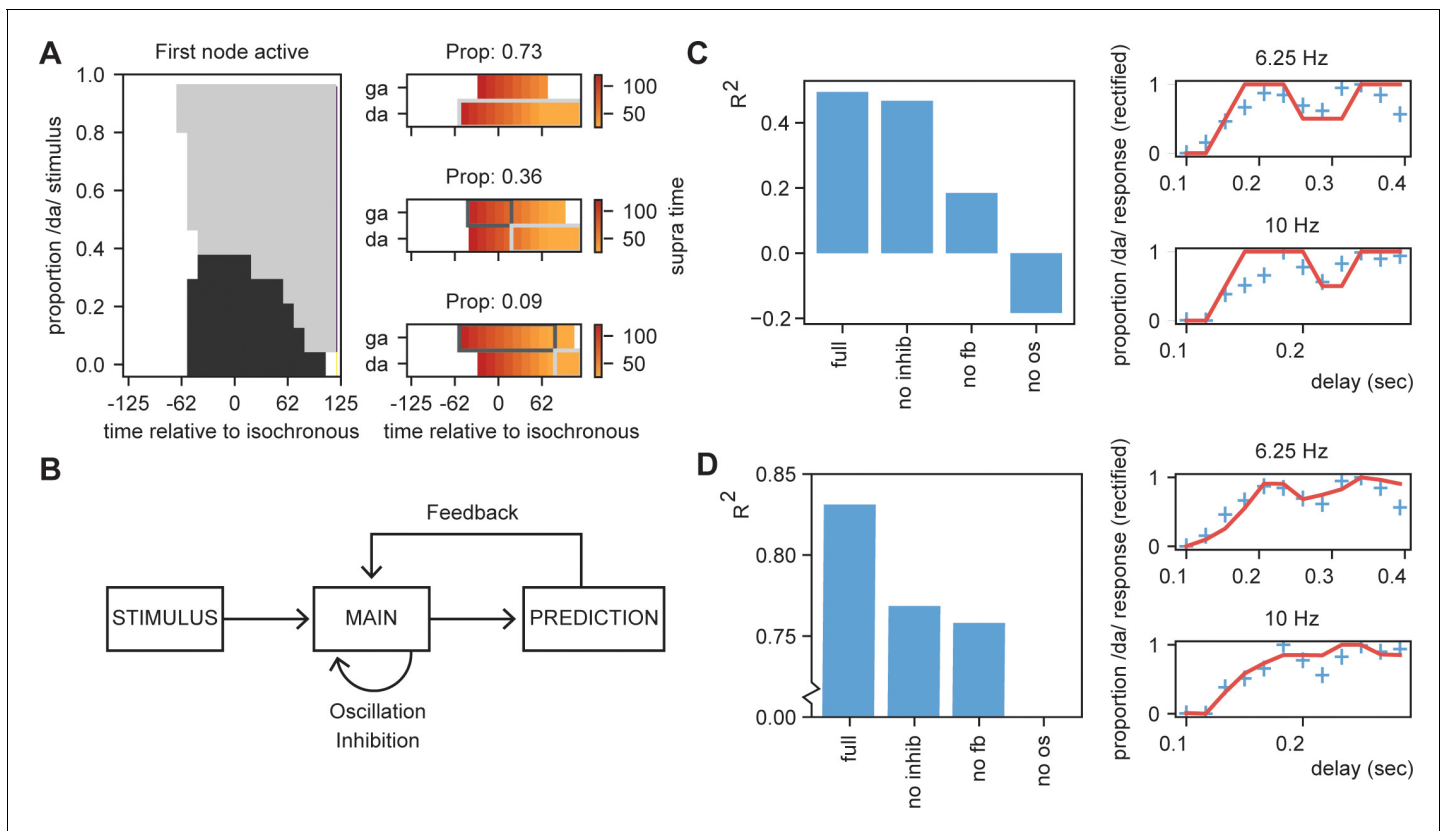 A
First node active
proportion /da/ stimulus
1.0
0.8
0.6
0.4
0.2
0.0
-125 -62 0 62 125
time relative to isochronous
Prop: 0.73
ga
da
100
50
Prop: 0.36
ga
da
100
50
Prop: 0.09
ga
da
100
50
supra time
-125 -62 0 62
time relative to isochronous
B
Feedback
STIMULUS
MAIN
PREDICTION
Oscillation
Inhibition
C
R2
0.4
0.2
0.0
−0.2
full
no inhib
no fb
no os
proportion /da/ response (rectified)
6.25 Hz
1
0
0.1 0.2 0.3 0.4
10 Hz
1
0
0.1 0.2
delay (sec)
D
R2
0.85
0.80
0.75
0.00
full
no inhib
no fb
no os
proportion /da/ response (rectified)
6.25 Hz
1
0
0.1 0.2 0.3 0.4
10 Hz
1
0
0.1 0.2
delay (sec)